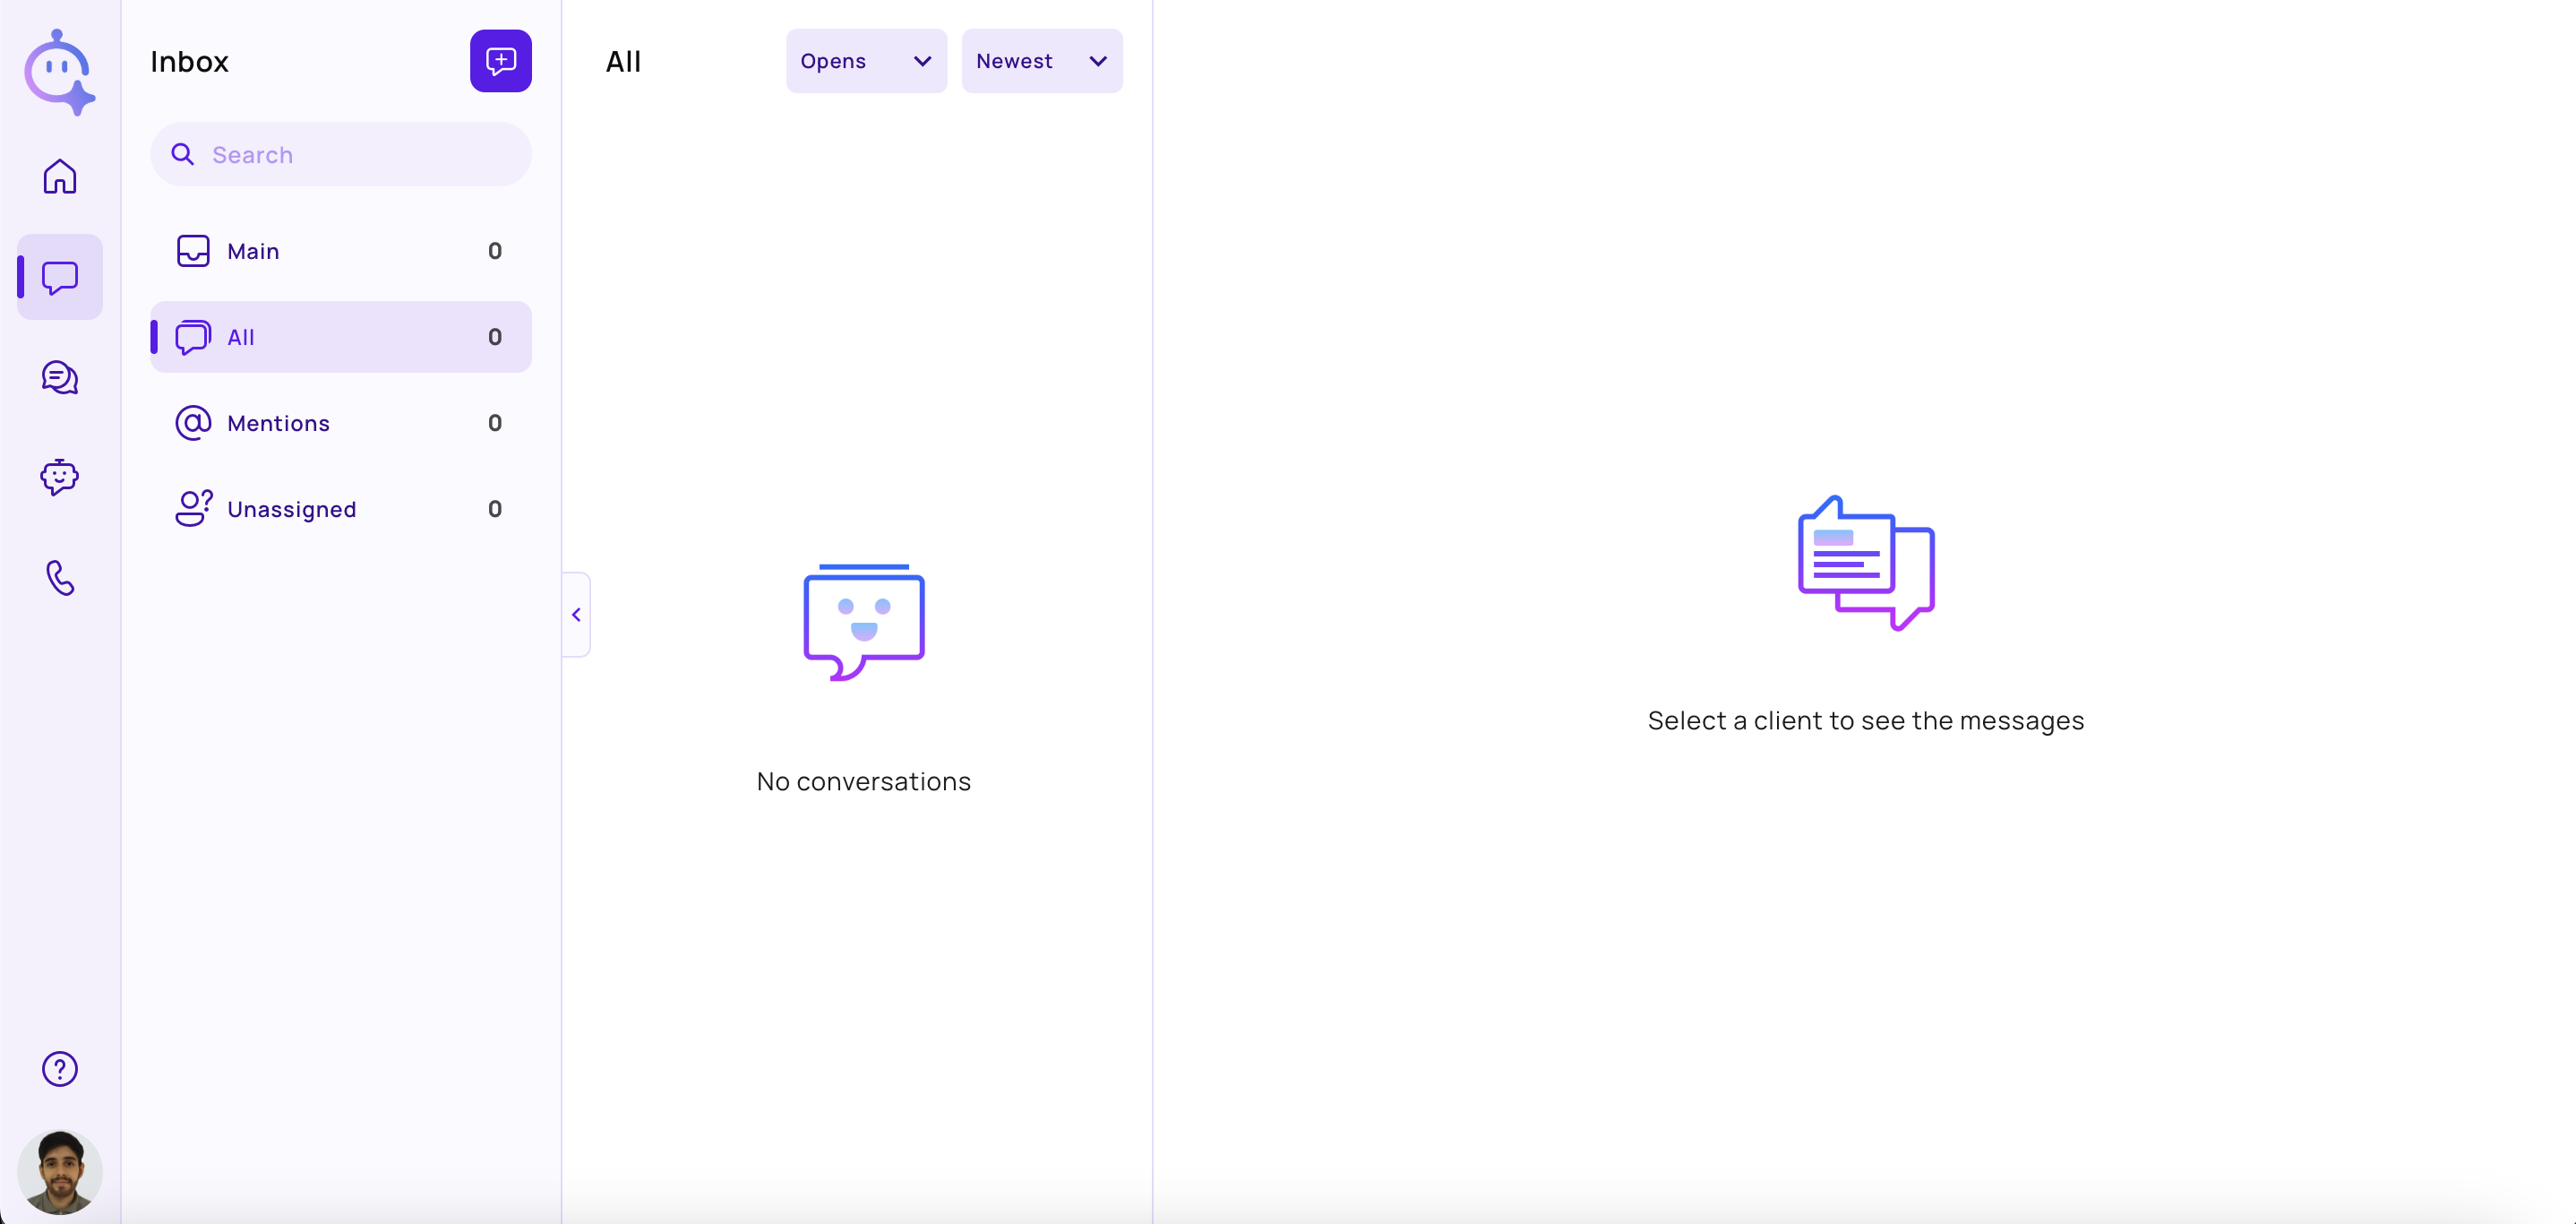 Inbox
Search
Main 0
All 0
Mentions 0
Unassigned 0
All
Opens
Newest
No conversations
Select a client to see the messages